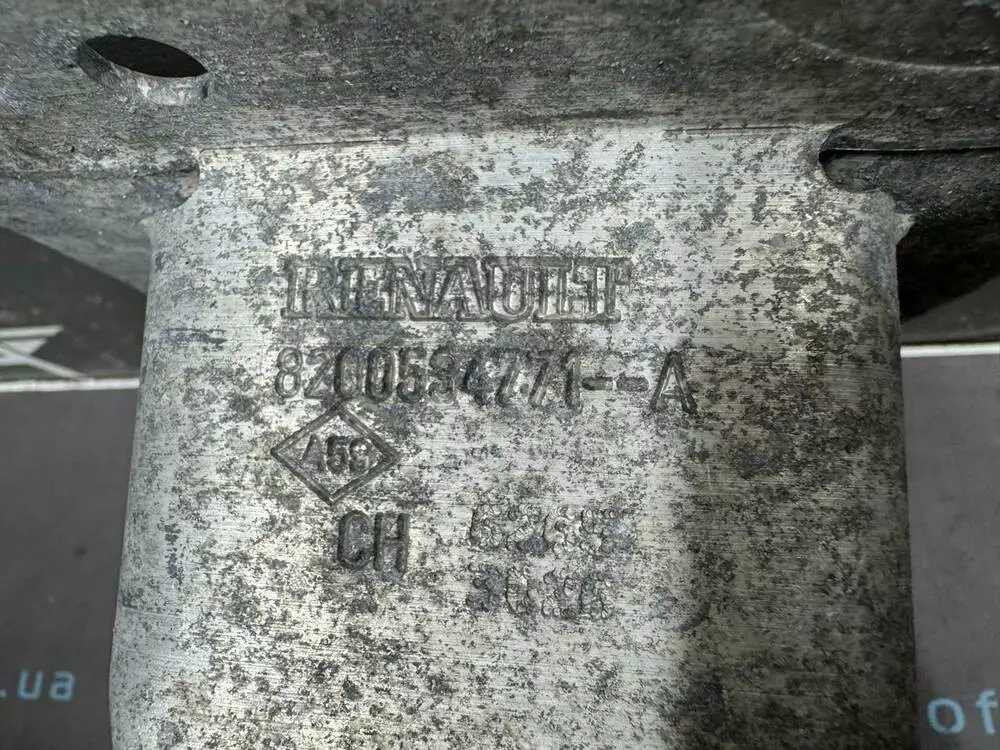 RENAULT
8200594771--A
A59
CH
.ua
of